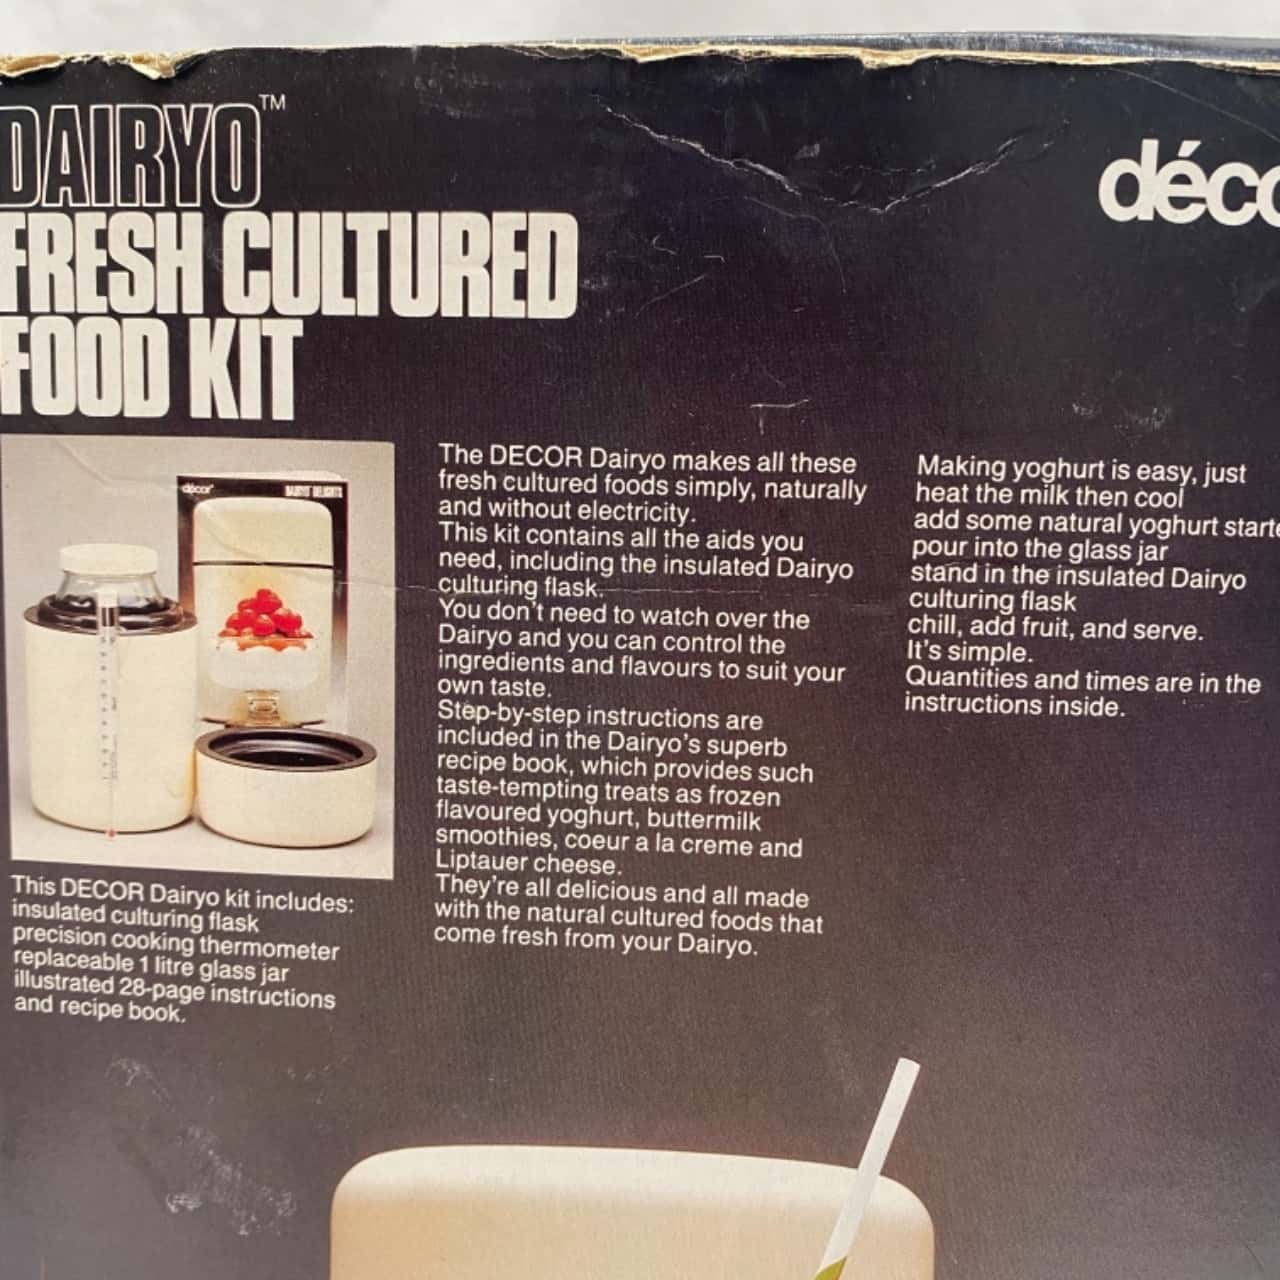 DAIRYO™
FRESH CULTURED
FOOD KIT
décor
The DECOR Dairyo makes all these
fresh cultured foods simply, naturally
and without electricity.
This kit contains all the aids you
need, including the insulated Dairyo
culturing flask.
You don't need to watch over the
Dairyo and you can control the
ingredients and flavours to suit your
own taste.
Step-by-step instructions are
included in the Dairyo's superb
recipe book, which provides such
taste-tempting treats as frozen
flavoured yoghurt, buttermilk
smoothies, coeur a la creme and
Liptauer cheese.
They're all delicious and all made
with the natural cultured foods that
come fresh from your Dairyo.
Making yoghurt is easy, just
heat the milk then cool
add some natural yoghurt starte
pour into the glass jar
stand in the insulated Dairyo
culturing flask
chill, add fruit, and serve.
It's simple.
Quantities and times are in the
instructions inside.
This DECOR Dairyo kit includes:
insulated culturing flask
precision cooking thermometer
replaceable 1 litre glass jar
illustrated 28-page instructions
and recipe book.
déco